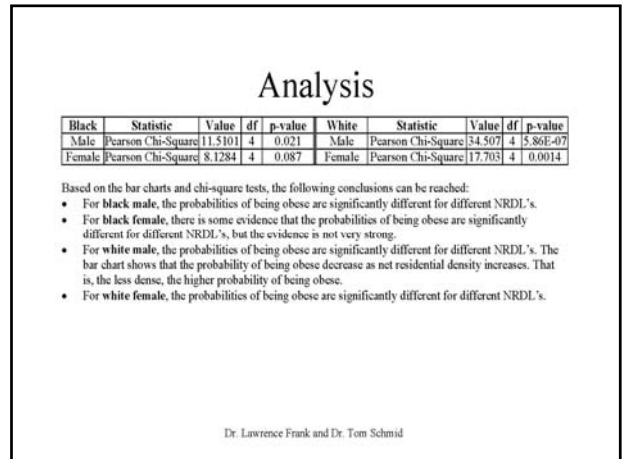 Analysis
Black Statistic Value df p-value White Statistic Value df p-value
Male Pearson Chi-Square 11.5101 4 0.021 Male Pearson Chi-Square 34.507 4 5.86E-07
Female Pearson Chi-Square 8.1284 4 0.087 Female Pearson Chi-Square 17.703 4 0.0014
Based on the bar charts and chi-square tests, the following conclusions can be reached:
• For black male, the probabilities of being obese are significantly different for different NRDL's.
• For black female, there is some evidence that the probabilities of being obese are significantly
different for different NRDL's, but the evidence is not very strong.
• For white male, the probabilities of being obese are significantly different for different NRDL's. The
bar chart shows that the probability of being obese decrease as net residential density increases. That
is, the less dense, the higher probability of being obese.
• For white female, the probabilities of being obese are significantly different for different NRDL's.
Dr. Lawrence Frank and Dr. Tom Schmid